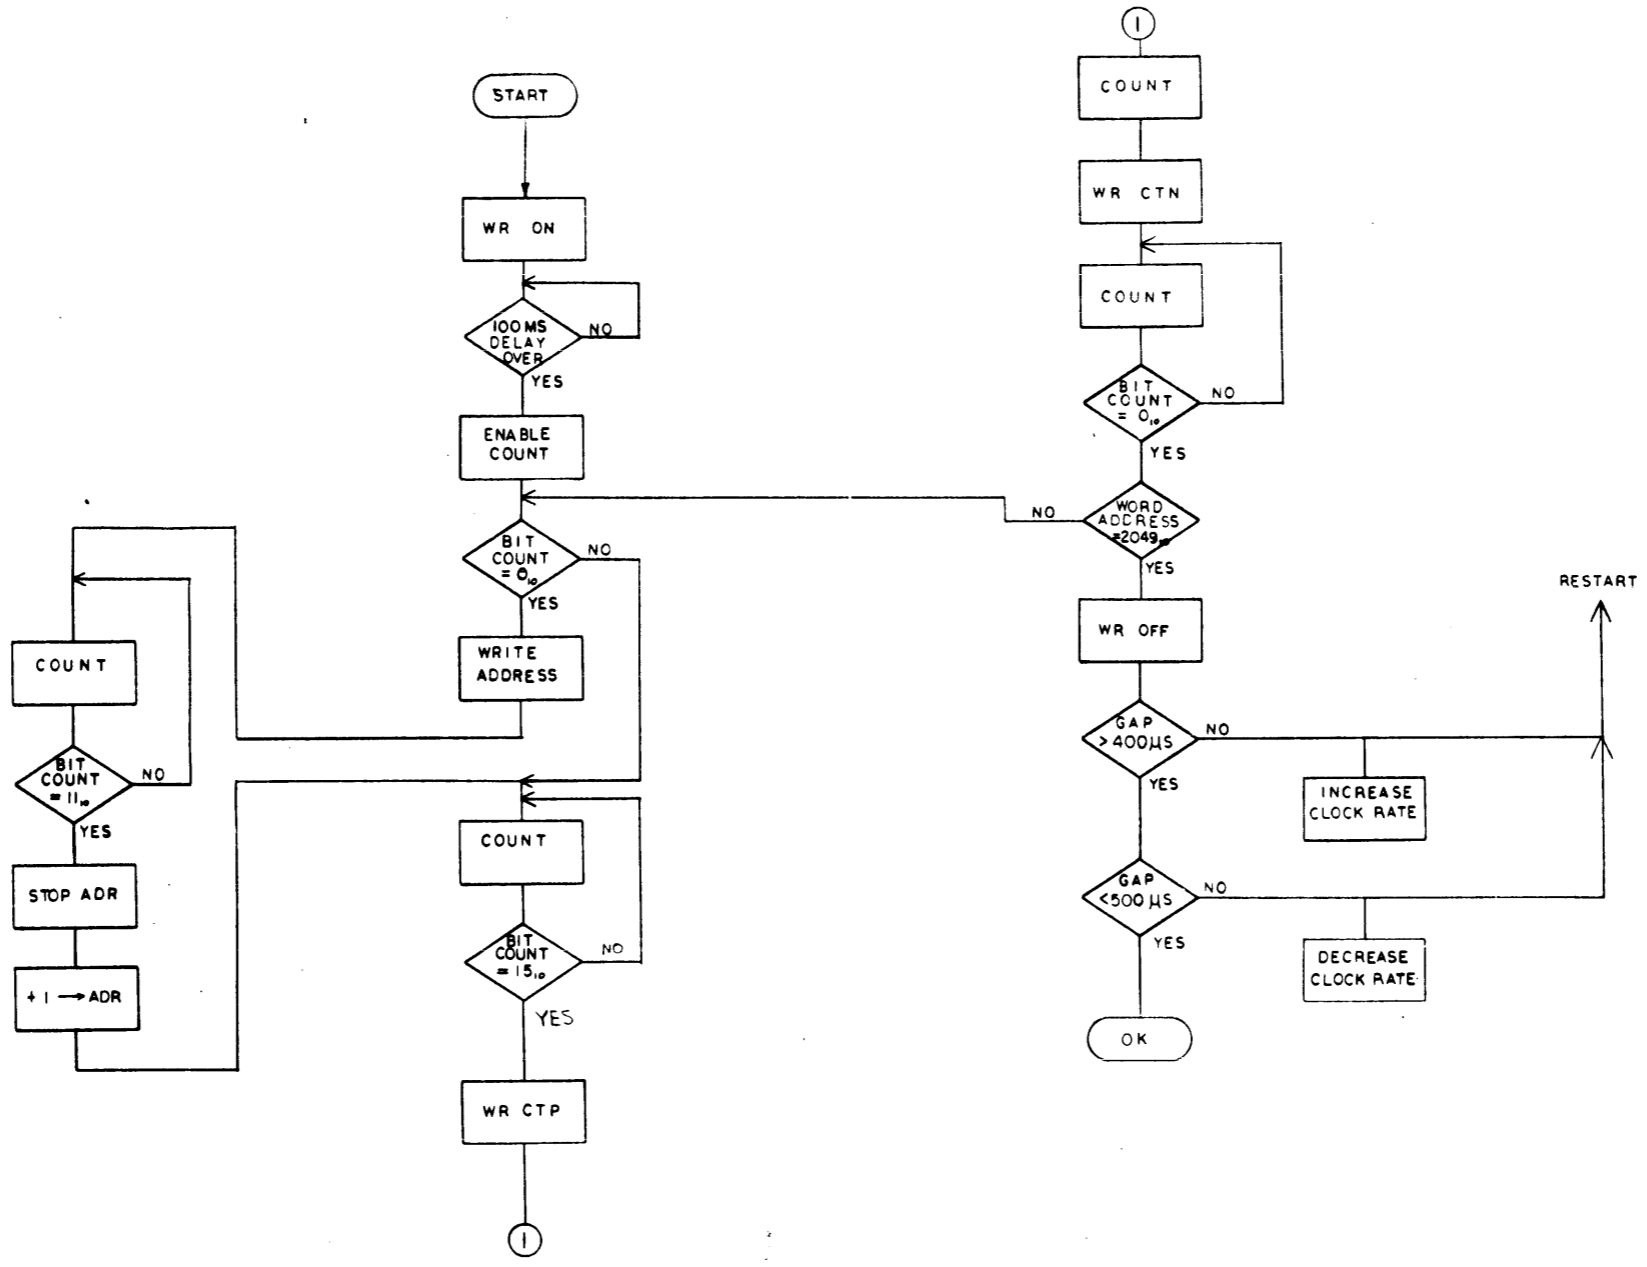 START
WR ON
100 MS
DELAY
OVER
NO
YES
ENABLE
COUNT
BIT
COUNT
= 0₁₀
NO
YES
WRITE
ADDRESS
COUNT
BIT
COUNT
= 11₁₀
NO
YES
STOP ADR
+ 1 → ADR
COUNT
BIT
COUNT
= 15₁₀
NO
YES
WR CTP
1
1
COUNT
WR CTN
COUNT
BIT
COUNT
= 0₁₀
NO
YES
WORD
ADDRESS
=2049₁₀
NO
YES
WR OFF
GAP
>400 µS
NO
YES
INCREASE
CLOCK RATE
RESTART
GAP
<500 µS
NO
YES
DECREASE
CLOCK RATE
OK